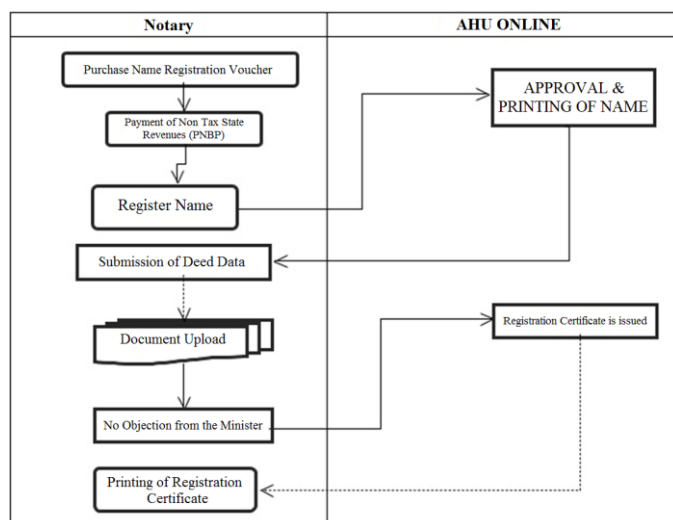 Notary
AHU ONLINE
Purchase Name Registration Voucher
APPROVAL &
PRINTING OF NAME
Payment of Non Tax State
Revenues (PNBP)
Register Name
Submission of Deed Data
Document Upload
Registration Certificate is issued
No Objection from the Minister
Printing of Registration
Certificate